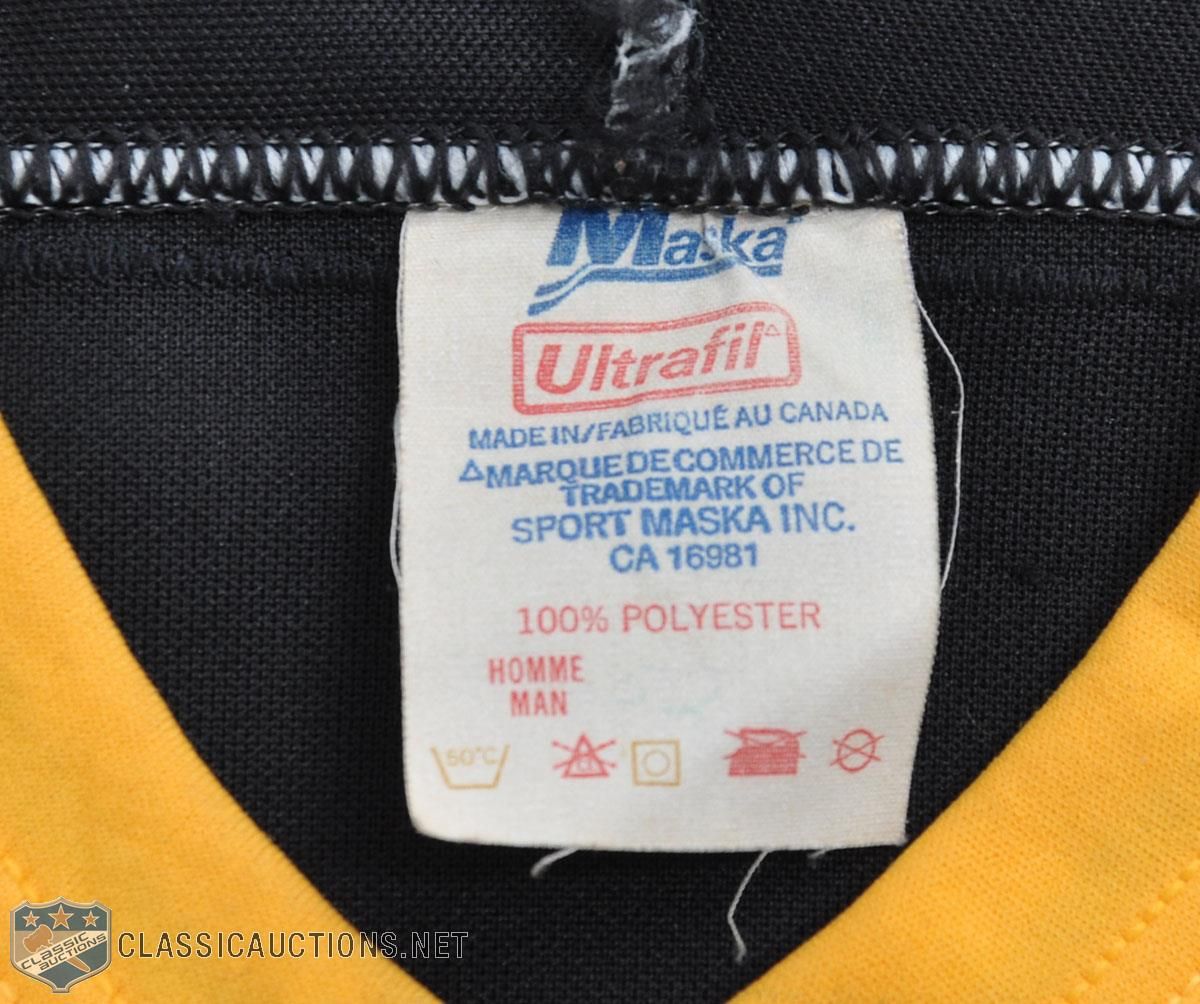 Maska
Ultrafil△
MADE IN/FABRIQUÉ AU CANADA
△MARQUE DE COMMERCE DE
TRADEMARK OF
SPORT MASKA INC.
CA 16981
100% POLYESTER
HOMME
MAN
50°C
CL
CLASSIC
AUCTIONS
CLASSICAUCTIONS.NET